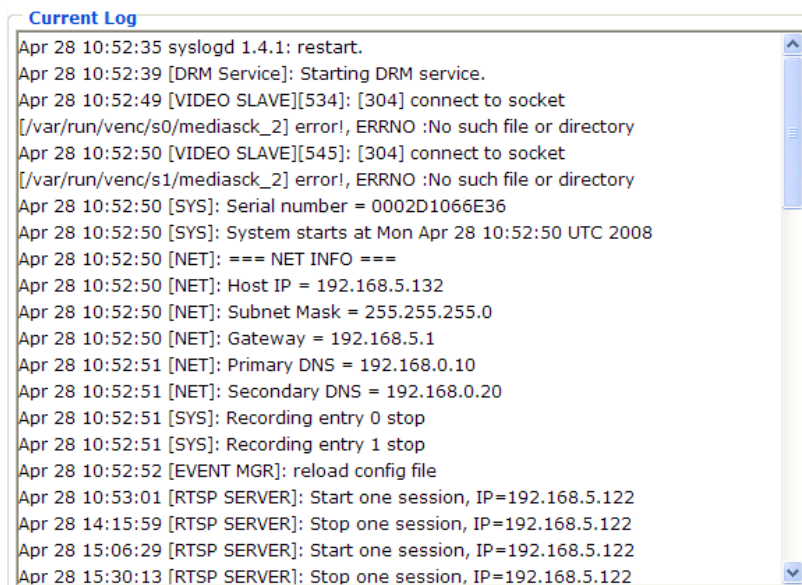 Current Log
Apr 28 10:52:35 syslogd 1.4.1: restart.
Apr 28 10:52:39 [DRM Service]: Starting DRM service.
Apr 28 10:52:49 [VIDEO SLAVE][534]: [304] connect to socket
[/var/run/venc/s0/mediasck_2] error!, ERRNO :No such file or directory
Apr 28 10:52:50 [VIDEO SLAVE][545]: [304] connect to socket
[/var/run/venc/s1/mediasck_2] error!, ERRNO :No such file or directory
Apr 28 10:52:50 [SYS]: Serial number = 0002D1066E36
Apr 28 10:52:50 [SYS]: System starts at Mon Apr 28 10:52:50 UTC 2008
Apr 28 10:52:50 [NET]: === NET INFO ===
Apr 28 10:52:50 [NET]: Host IP = 192.168.5.132
Apr 28 10:52:50 [NET]: Subnet Mask = 255.255.255.0
Apr 28 10:52:50 [NET]: Gateway = 192.168.5.1
Apr 28 10:52:51 [NET]: Primary DNS = 192.168.0.10
Apr 28 10:52:51 [NET]: Secondary DNS = 192.168.0.20
Apr 28 10:52:51 [SYS]: Recording entry 0 stop
Apr 28 10:52:51 [SYS]: Recording entry 1 stop
Apr 28 10:52:52 [EVENT MGR]: reload config file
Apr 28 10:53:01 [RTSP SERVER]: Start one session, IP=192.168.5.122
Apr 28 14:15:59 [RTSP SERVER]: Stop one session, IP=192.168.5.122
Apr 28 15:06:29 [RTSP SERVER]: Start one session, IP=192.168.5.122
Apr 28 15:30:13 [RTSP SERVER]: Stop one session, IP=192.168.5.122